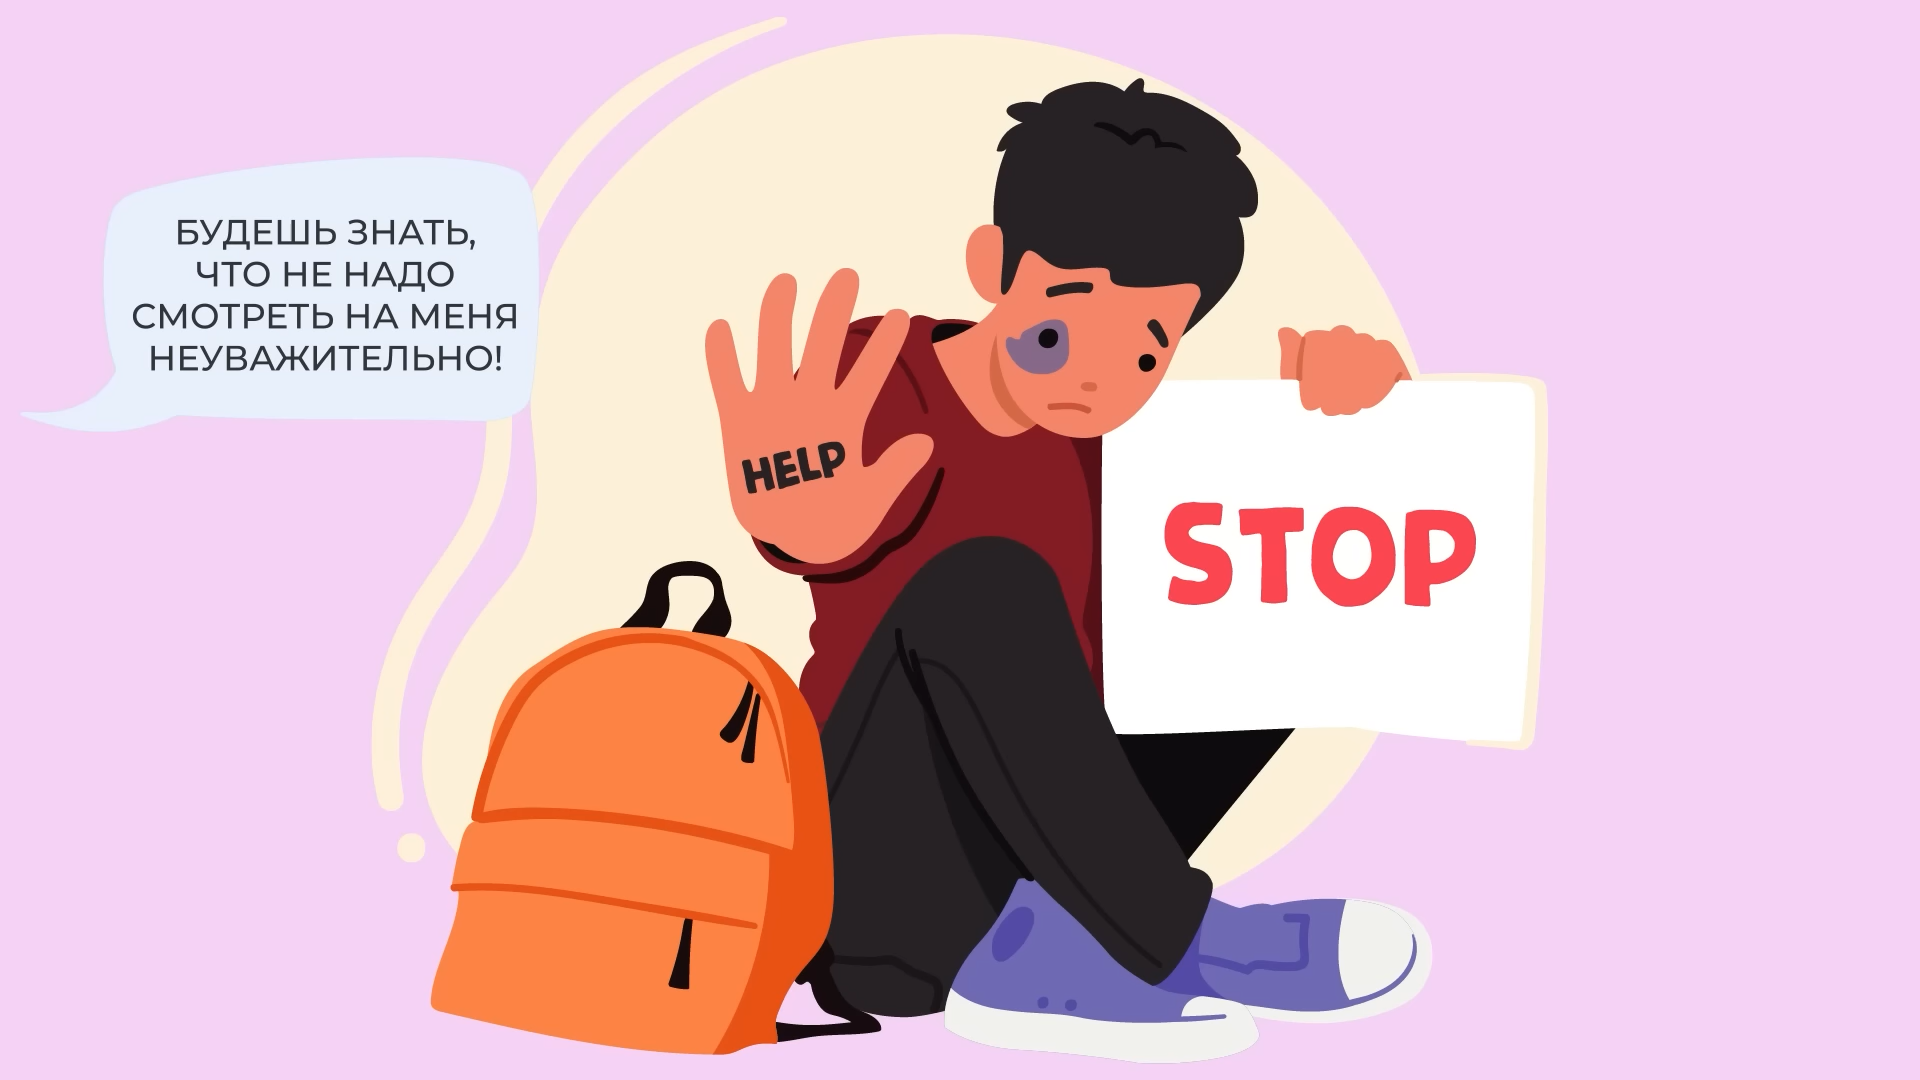 БУДЕШЬ ЗНАТЬ,
ЧТО НЕ НАДО
СМОТРЕТЬ НА МЕНЯ
НЕУВАЖИТЕЛЬНО!
HELP
STOP